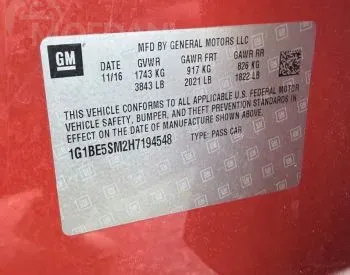 GM
MFD BY GENERAL MOTORS LLC
DATE GVWR GAWR FRT GAWR RR
11/16 1743 KG 917 KG 826 KG
3843 LB 2021 LB 1822 LB
THIS VEHICLE CONFORMS TO ALL APPLICABLE U.S. FEDERAL MOTOR
VEHICLE SAFETY, BUMPER, AND THEFT PREVENTION STANDARDS IN
EFFECT ON THE DATE OF MANUFACTURE SHOWN ABOVE.
1G1BE5SM2H7194548 TYPE: PASS CAR